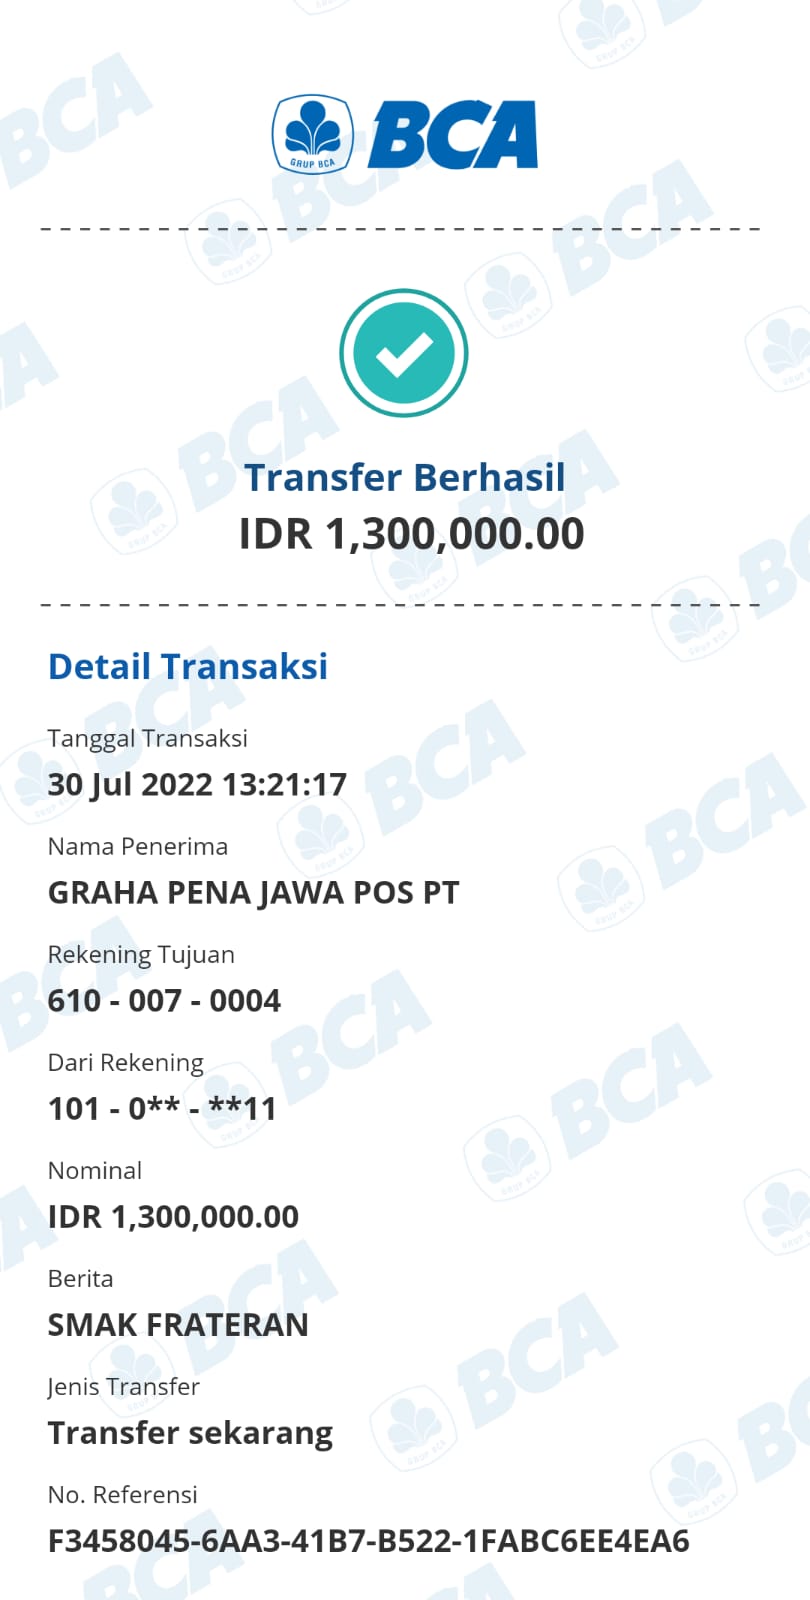 GRUP BCA
BCA
Transfer Berhasil
IDR 1,300,000.00
Detail Transaksi
Tanggal Transaksi
30 Jul 2022 13:21:17
Nama Penerima
GRAHA PENA JAWA POS PT
Rekening Tujuan
610 - 007 - 0004
Dari Rekening
101 - 0** - **11
Nominal
IDR 1,300,000.00
Berita
SMAK FRATERAN
Jenis Transfer
Transfer sekarang
No. Referensi
F3458045-6AA3-41B7-B522-1FABC6EE4EA6